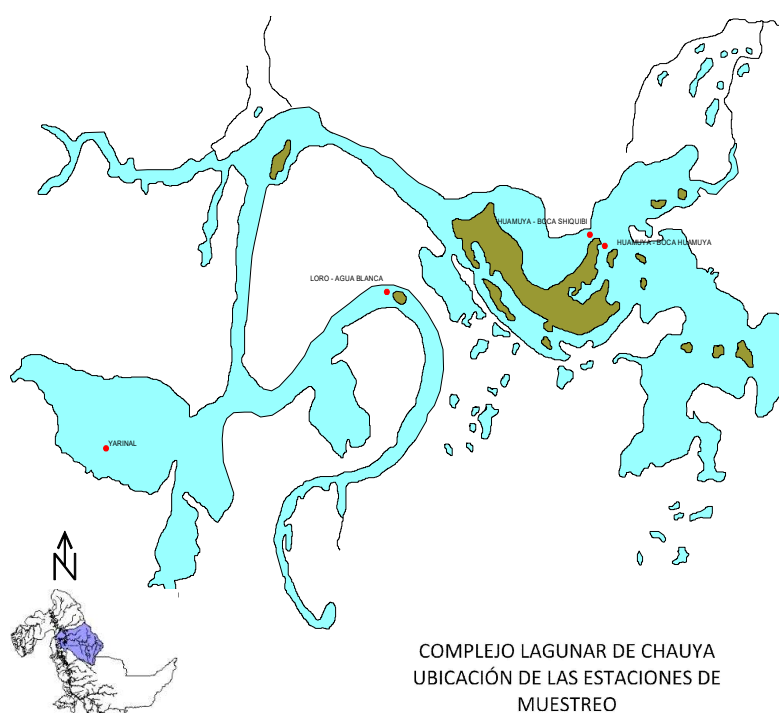 HUAMUYA - BOCA SHIQUIBI
HUAMUYA - BOCA HUAMUYA
LORO - AGUA BLANCA
YARINAL
N
COMPLEJO LAGUNAR DE CHAUYA
UBICACIÓN DE LAS ESTACIONES DE
MUESTREO